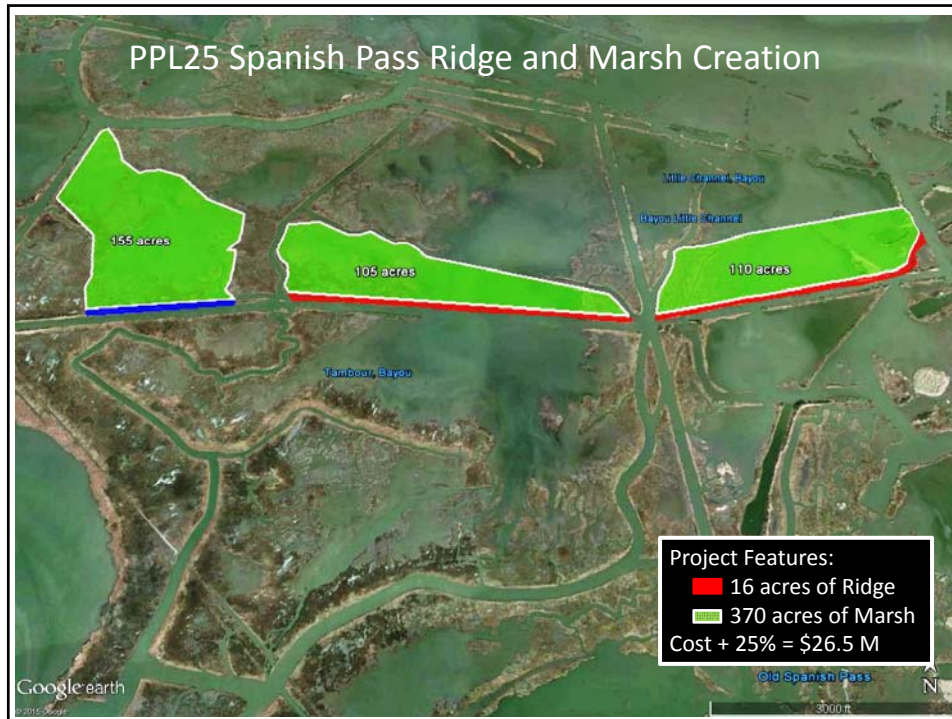 PPL25 Spanish Pass Ridge and Marsh Creation
Little Channel, Bayou
Bayou Little Channel
155 acres
105 acres
110 acres
Tambour, Bayou
Project Features:
16 acres of Ridge
370 acres of Marsh
Cost + 25% = $26.5 M
Old Spanish Pass
N
Google earth
© 2015 Google
3000 ft